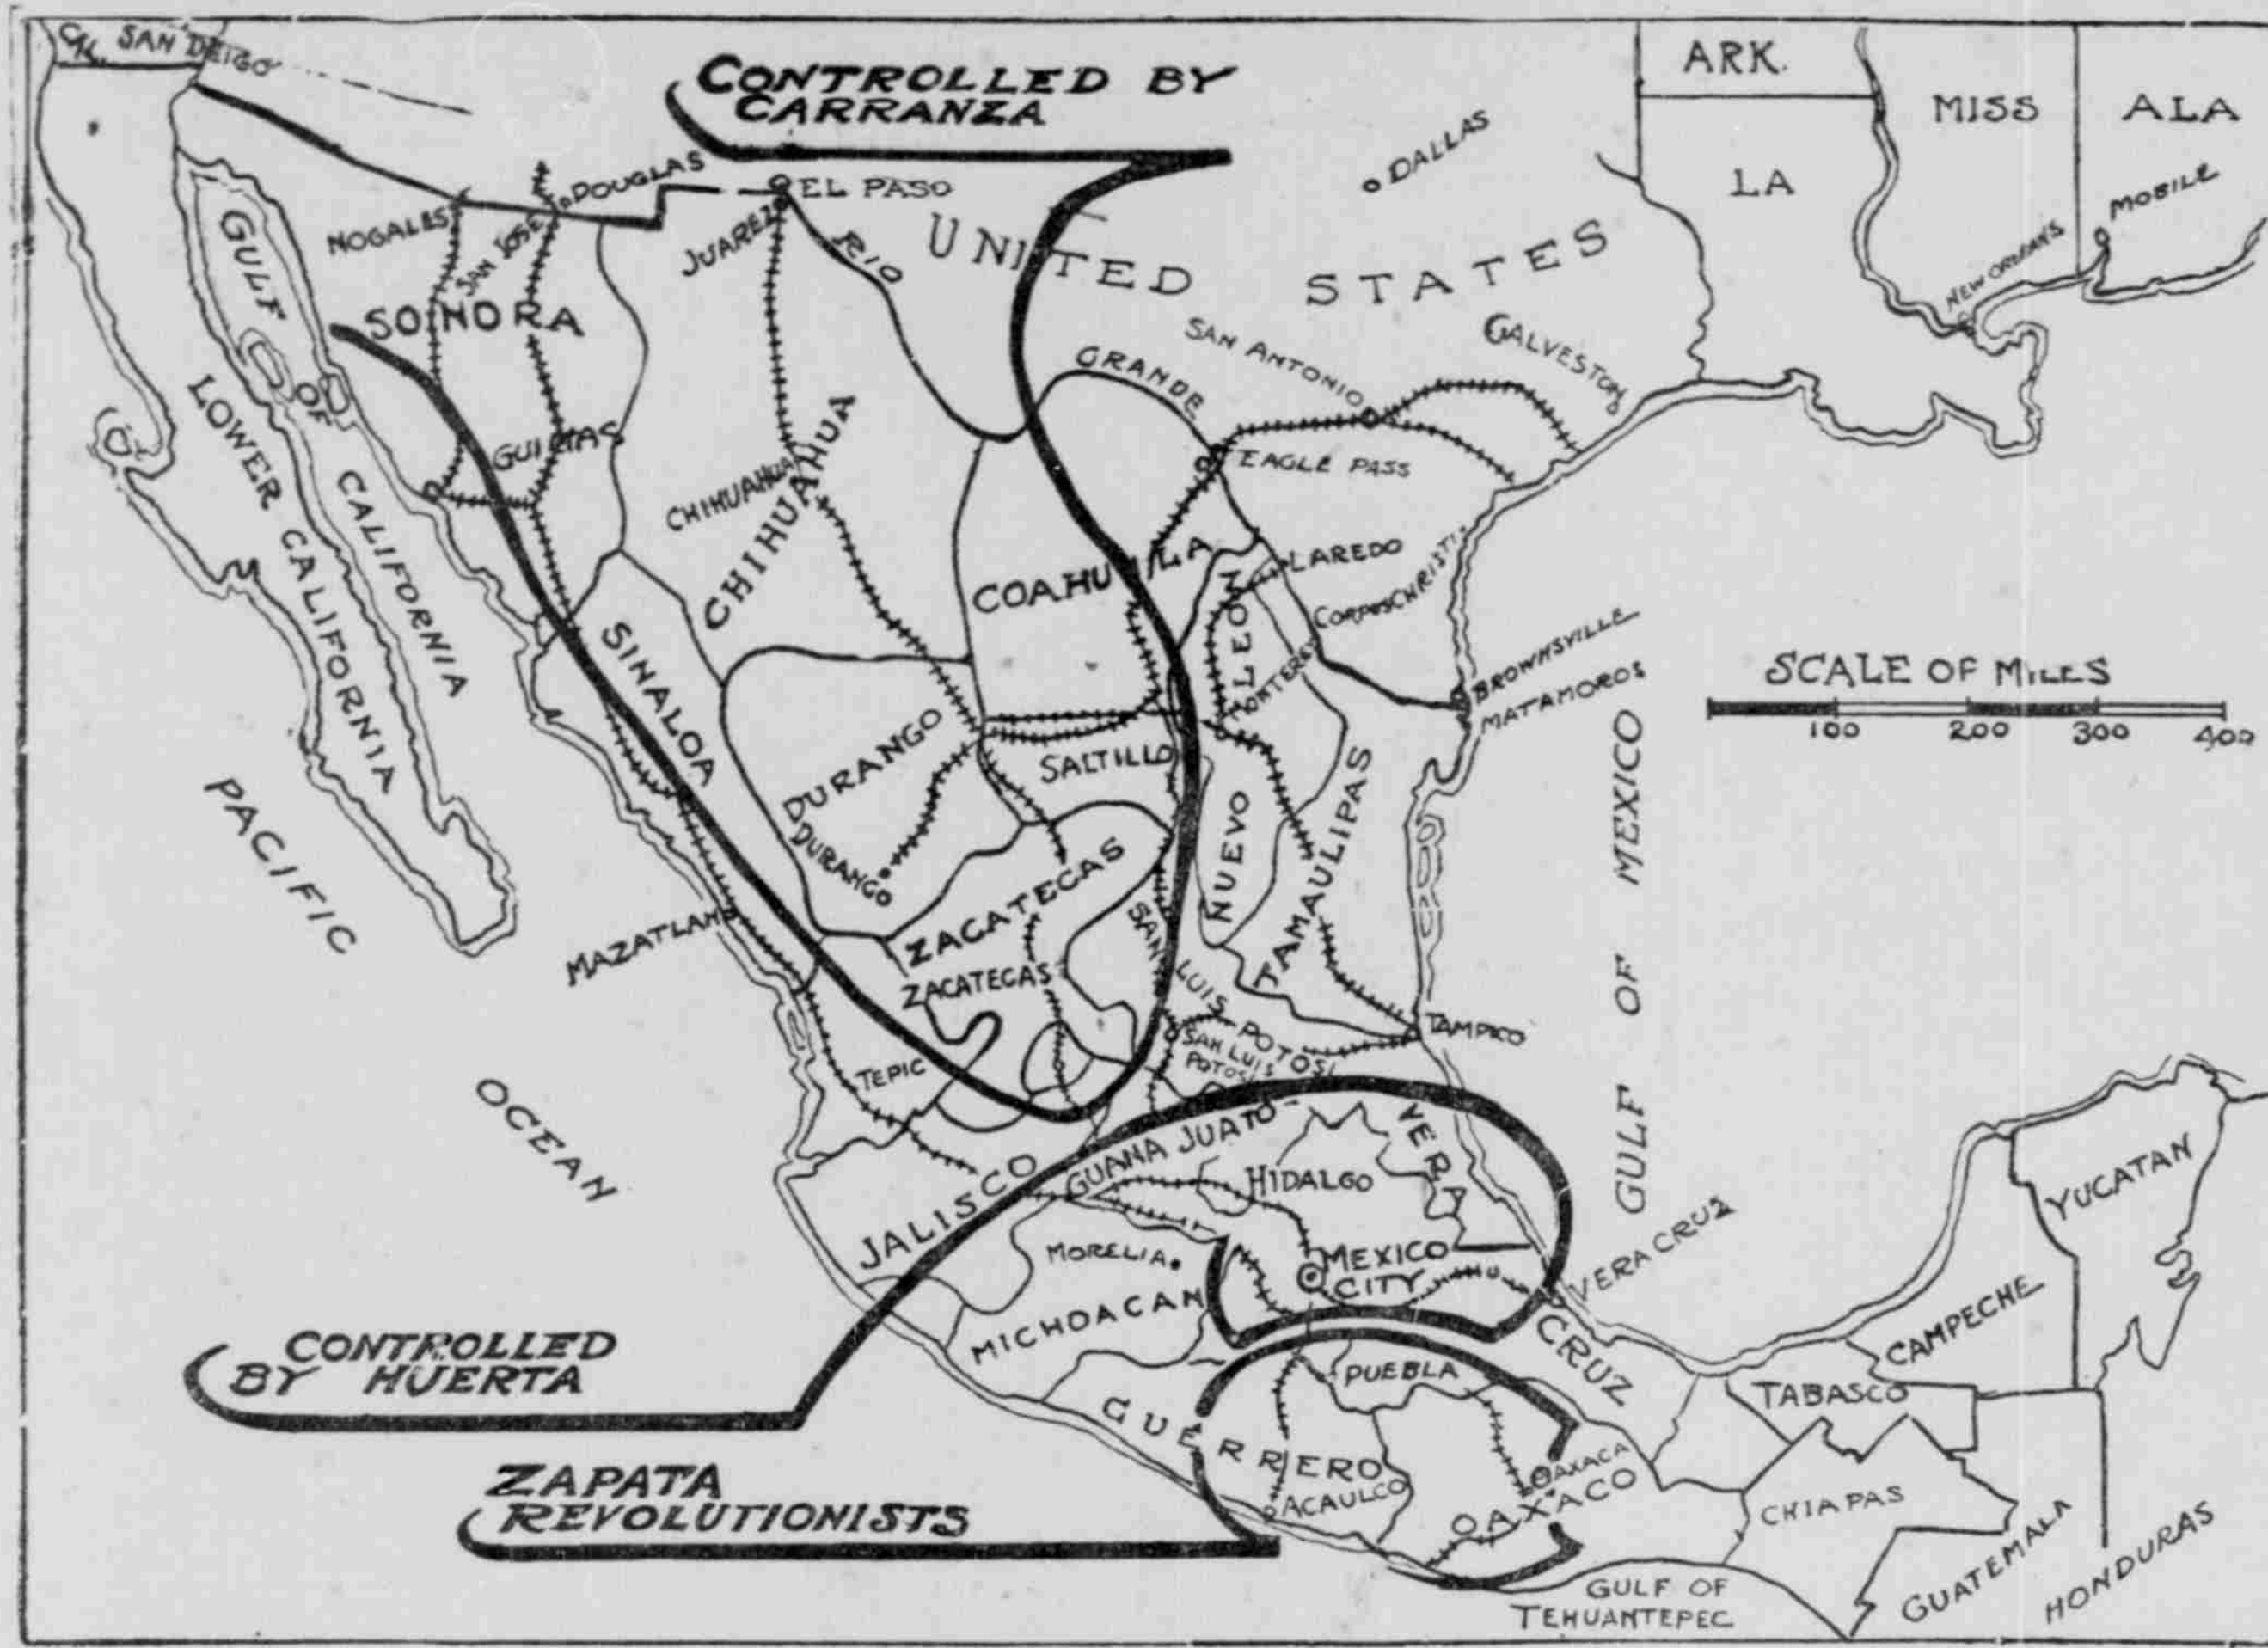 SAN DEIGO
CONTROLLED BY
CARRANZA
ARK.
MISS
ALA
LA
DALLAS
MOBILE
NEW ORLEANS
DOUGLAS
EL PASO
NOGALES
SAN JOSE
JUAREZ
RIO
UNITED STATES
GULF
OF
CALIFORNIA
SONORA
SAN ANTONIO
GALVESTON
GRANDE
LOWER CALIFORNIA
CHIHUAHUA
CHIHUAHUA
EAGLE PASS
COAHUILA
LAREDO
CORPUS CHRISTI
LEON
MONTEREY
BROWNSVILLE
MATAMOROS
SCALE OF MILES
100 200 300 400
SINALOA
DURANGO
DURANGO
SALTILLO
NUEVO
TAMAULIPAS
GULF OF MEXICO
PACIFIC
OCEAN
MAZATLAN
ZACATECAS
ZACATECAS
SAN LUIS POTOSI
SAN LUIS
POTOSI
TAMPICO
TEPIC
JALISCO
GUANA JUATO
HIDALGO
VERA
CRUZ
MORELIA
MEXICO
CITY
VERA CRUZ
YUCATAN
MICHOACAN
CAMPECHE
CONTROLLED
BY HUERTA
PUEBLA
TABASCO
GUERRERO
ACAULCO
OAXACA
OAXACO
CHIAPAS
ZAPATA
REVOLUTIONISTS
GULF OF
TEHUANTEPEC
GUATEMALA
HONDURAS